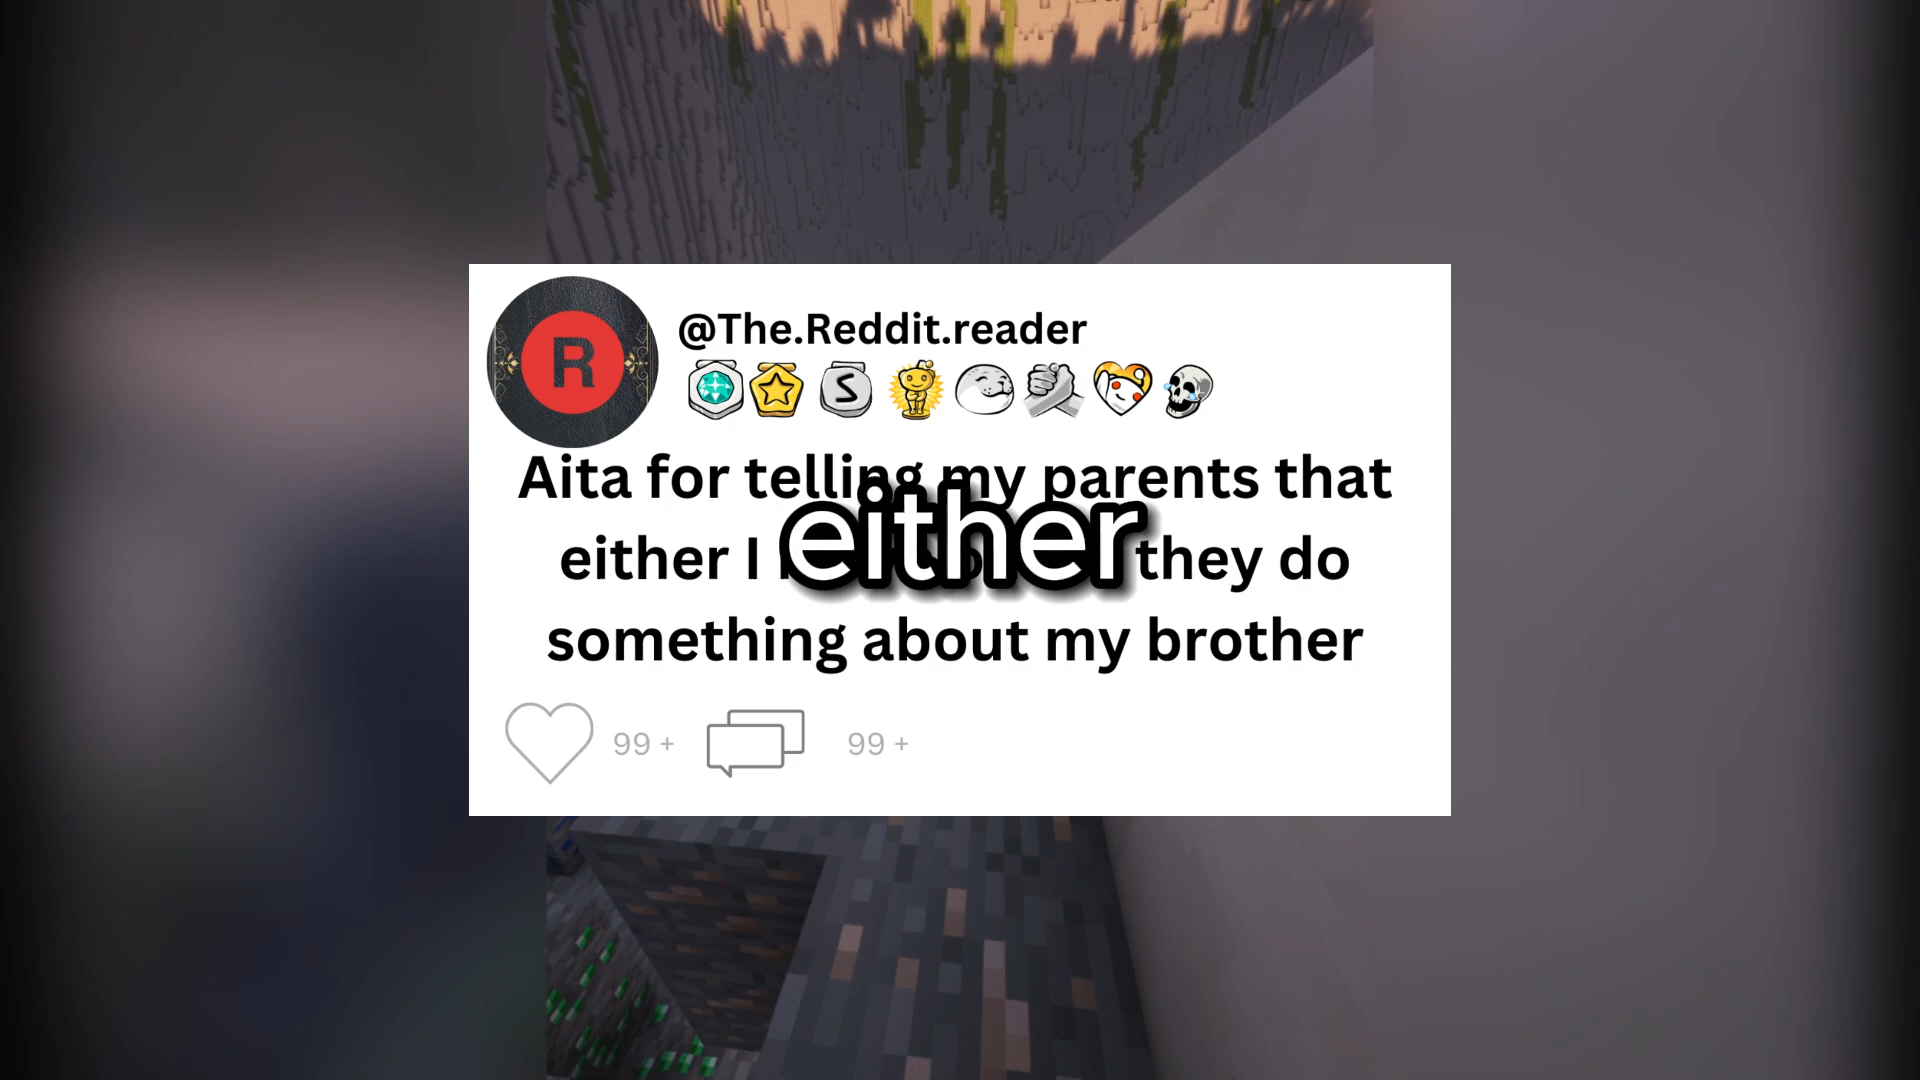 R
@The.Reddit.reader
Aita for telling my parents that
either I they do
either
something about my brother
99 + 99 +